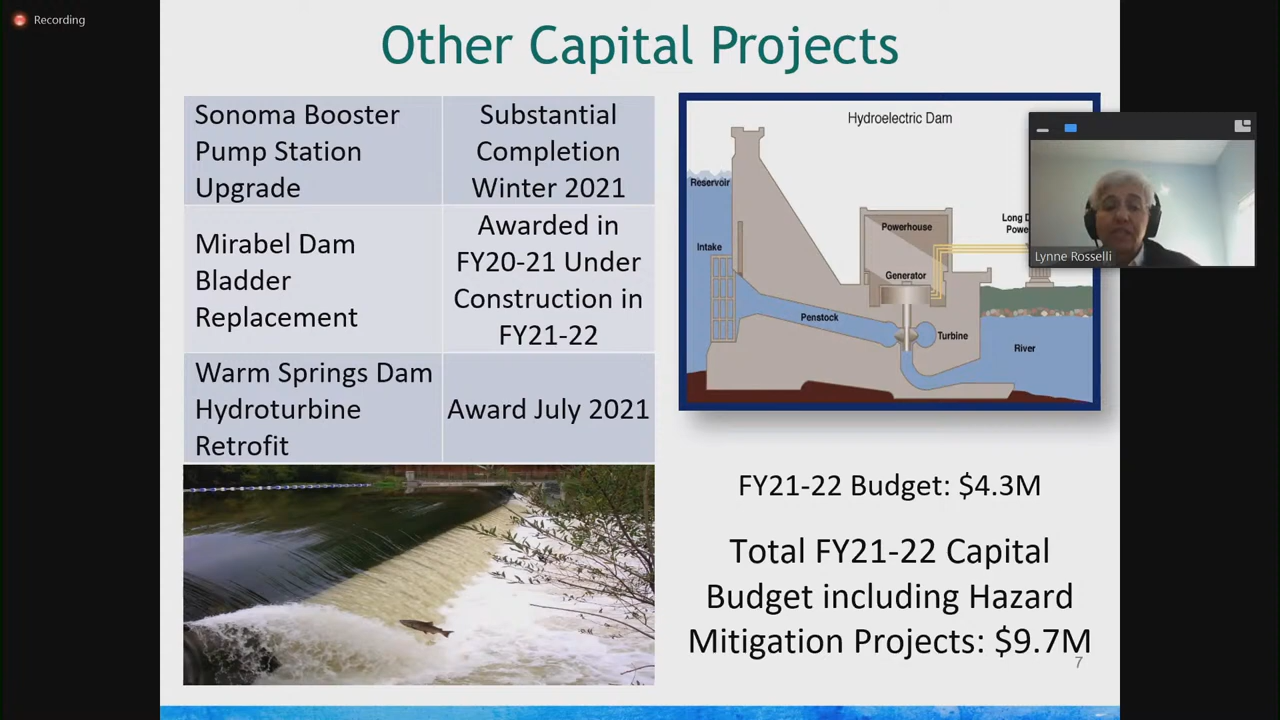 Recording
Other Capital Projects
Sonoma Booster
Pump Station
Upgrade
Substantial
Completion
Winter 2021
Mirabel Dam
Bladder
Replacement
Awarded in
FY20-21 Under
Construction in
FY21-22
Warm Springs Dam
Hydroturbine
Retrofit
Award July 2021
Hydroelectric Dam
Reservoir
Intake
Powerhouse
Generator
Long
Penstock
Turbine
River
Lynne Rosselli
FY21-22 Budget: $4.3M
Total FY21-22 Capital
Budget including Hazard
Mitigation Projects: $9.7M
7